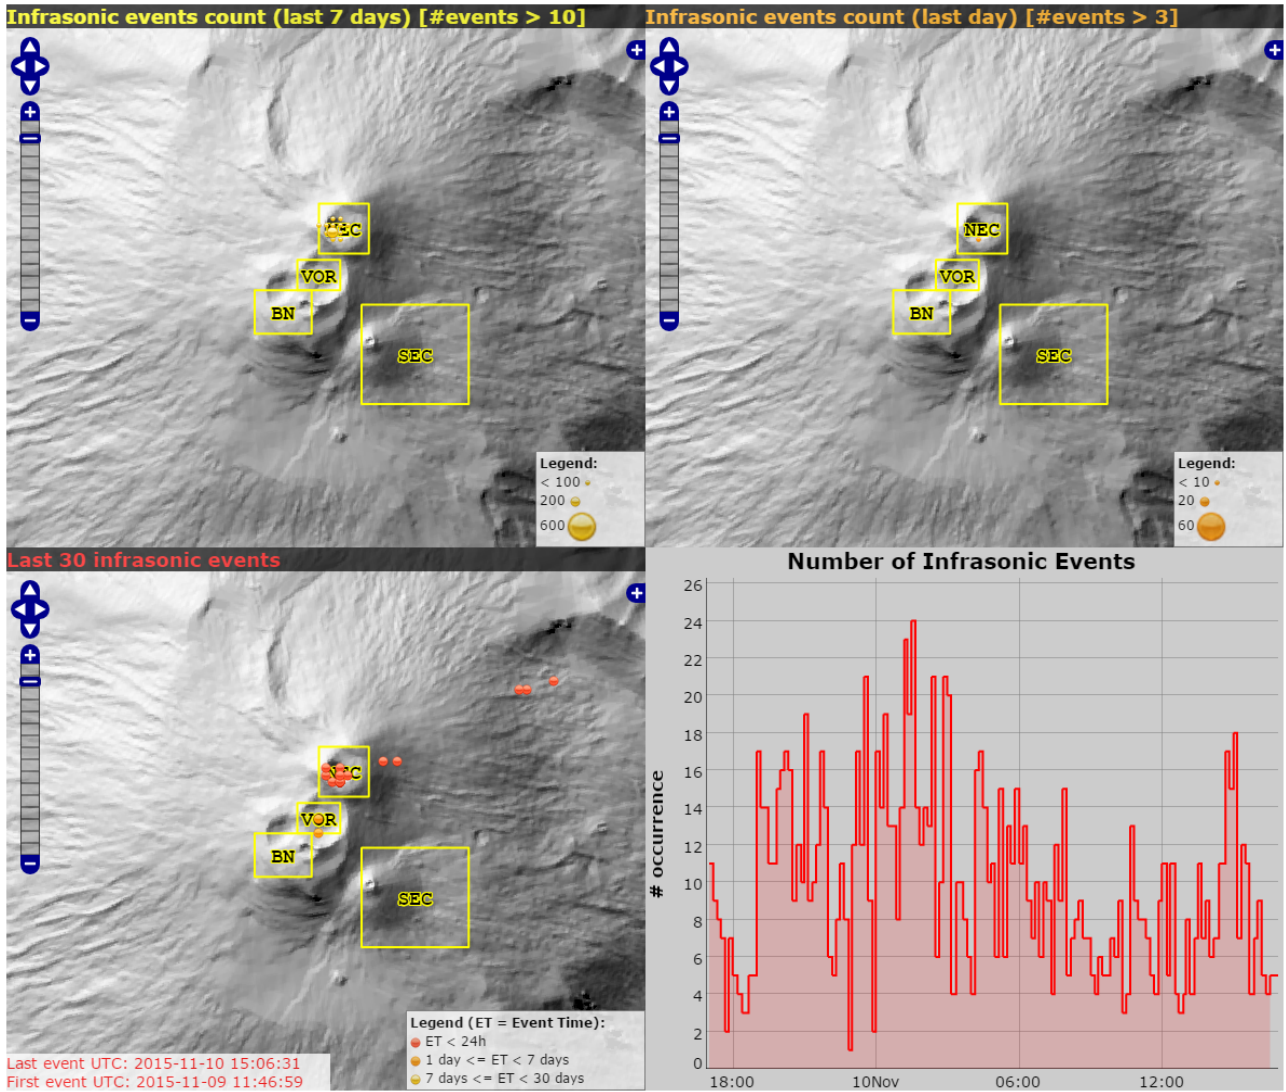 Infrasonic events count (last 7 days) [#events > 10]
Infrasonic events count (last day) [#events > 3]
NEC
VOR
BN
SEC
Legend:
< 100
200
600
NEC
VOR
BN
SEC
Legend:
< 10
20
60
Last 30 infrasonic events
NEC
VOR
BN
SEC
Legend (ET = Event Time):
ET < 24h
1 day <= ET < 7 days
7 days <= ET < 30 days
Last event UTC: 2015-11-10 15:06:31
First event UTC: 2015-11-09 11:46:59
Number of Infrasonic Events
# occurrence
26
24
22
20
18
16
14
12
10
8
6
4
2
0
18:00 10Nov 06:00 12:00